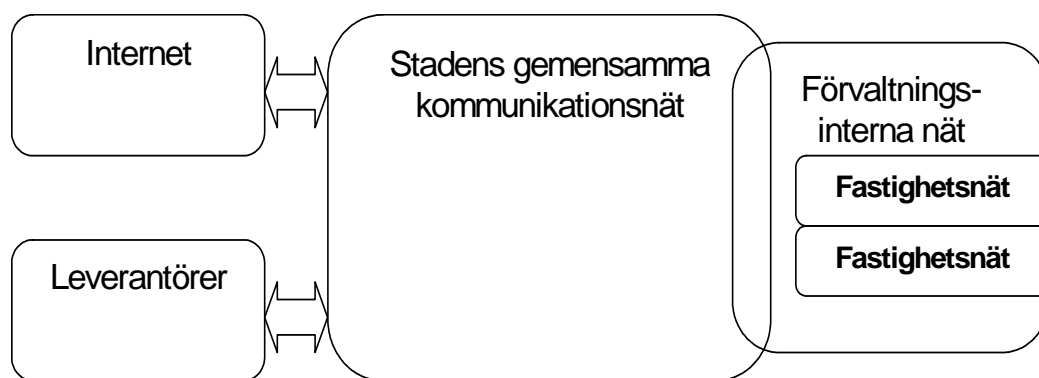 Internet
Stadens gemensamma
kommunikationsnät
Förvaltnings-
interna nät
Fastighetsnät
Fastighetsnät
Leverantörer